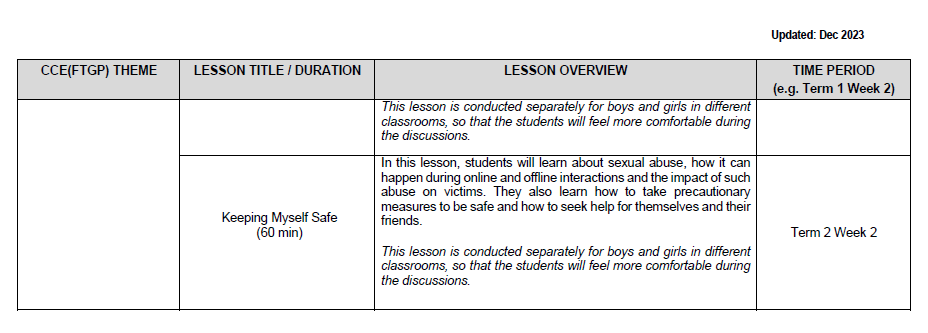 Updated: Dec 2023
CCE(FTGP) THEME
LESSON TITLE / DURATION
LESSON OVERVIEW
TIME PERIOD
(e.g. Term 1 Week 2)
This lesson is conducted separately for boys and girls in different
classrooms, so that the students will feel more comfortable during
the discussions.
Keeping Myself Safe
(60 min)
In this lesson, students will learn about sexual abuse, how it can
happen during online and offline interactions and the impact of such
abuse on victims. They also learn how to take precautionary
measures to be safe and how to seek help for themselves and their
friends.
This lesson is conducted separately for boys and girls in different
classrooms, so that the students will feel more comfortable during
the discussions.
Term 2 Week 2